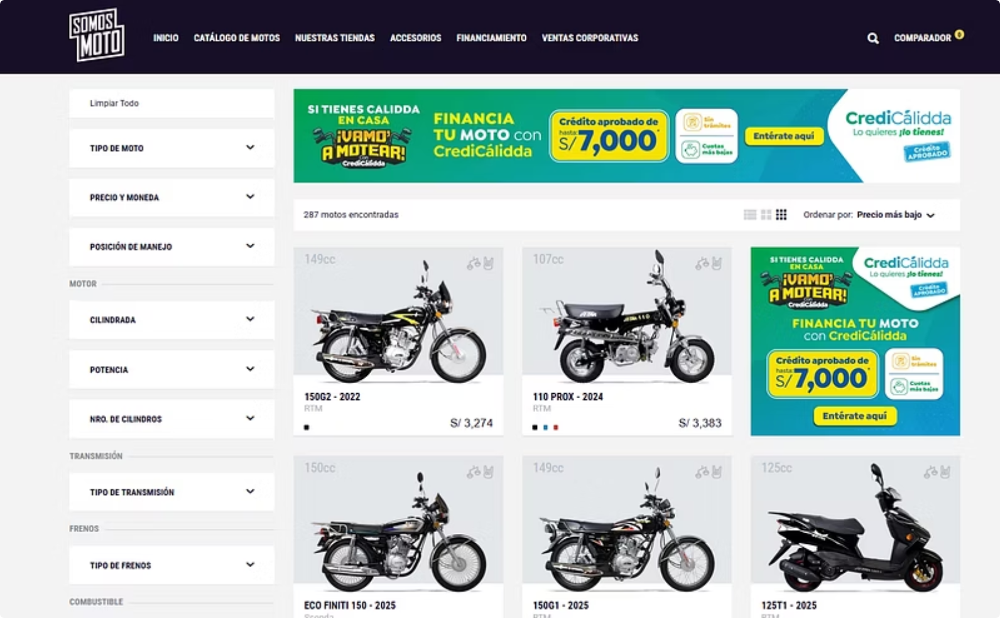 SOMOS
MOTO
INICIO
CATÁLOGO DE MOTOS
NUESTRAS TIENDAS
ACCESORIOS
FINANCIAMIENTO
VENTAS CORPORATIVAS
COMPARADOR
0
Limpiar Todo
TIPO DE MOTO
PRECIO Y MONEDA
POSICIÓN DE MANEJO
MOTOR
CILINDRADA
POTENCIA
NRO. DE CILINDROS
TRANSMISIÓN
TIPO DE TRANSMISIÓN
FRENOS
TIPO DE FRENOS
COMBUSTIBLE
SI TIENES CALIDDA
EN CASA
¡VAMO'
A MOTEAR!
con
CrediCálidda
FINANCIA
TU MOTO con
CrediCálidda
Crédito aprobado de
hasta:
S/7,000*
Sin
trámites
Cuotas
más bajas
Entérate aquí
CrediCálidda
Lo quieres ¡lo tienes!
Crédito
APROBADO
287 motos encontradas
Ordenar por: Precio más bajo
149cc
150G2 - 2022
RTM
S/ 3,274
107cc
110 PROX - 2024
RTM
S/ 3,383
SI TIENES CALIDDA
EN CASA
¡VAMO'
A MOTEAR!
con
CrediCálidda
CrediCálidda
Lo quieres ¡lo tienes!
Crédito
APROBADO
FINANCIA TU MOTO
con CrediCálidda
Crédito aprobado de
hasta:
S/7,000*
Sin
trámites
Cuotas
más bajas
Entérate aquí
150cc
ECO FINITI 150 - 2025
Ssenda
149cc
150G1 - 2025
RTM
125cc
125T1 - 2025
RTM